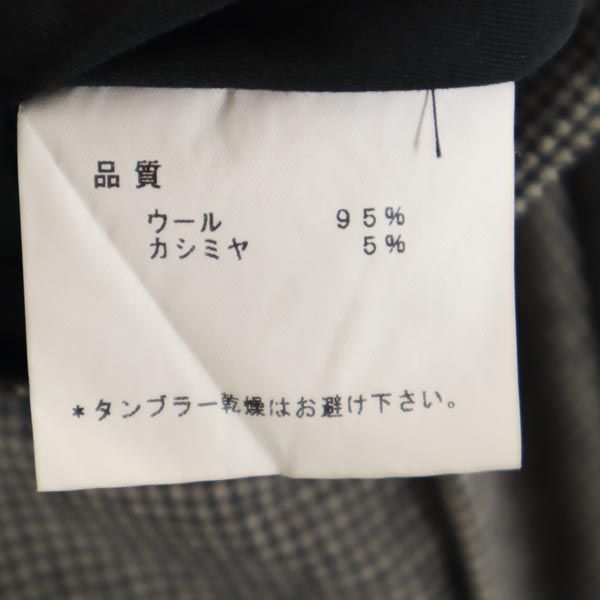 品質
ウール 95%
カシミヤ 5%
*タンブラー乾燥はお避け下さい。